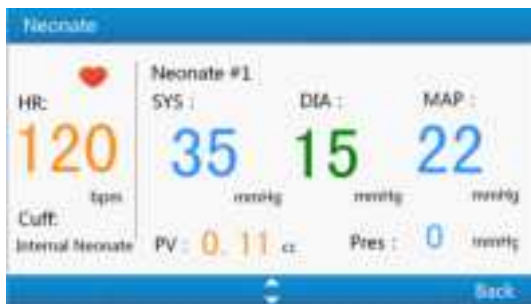 Neonate
Neonate #1
HR:
SYS :
DIA :
MAP :
120
35
15
22
bpm
mmHg
mmHg
mmHg
Cuff:
Internal Neonate
PV : 0.11 cc
Pres : 0 mmHg
Back